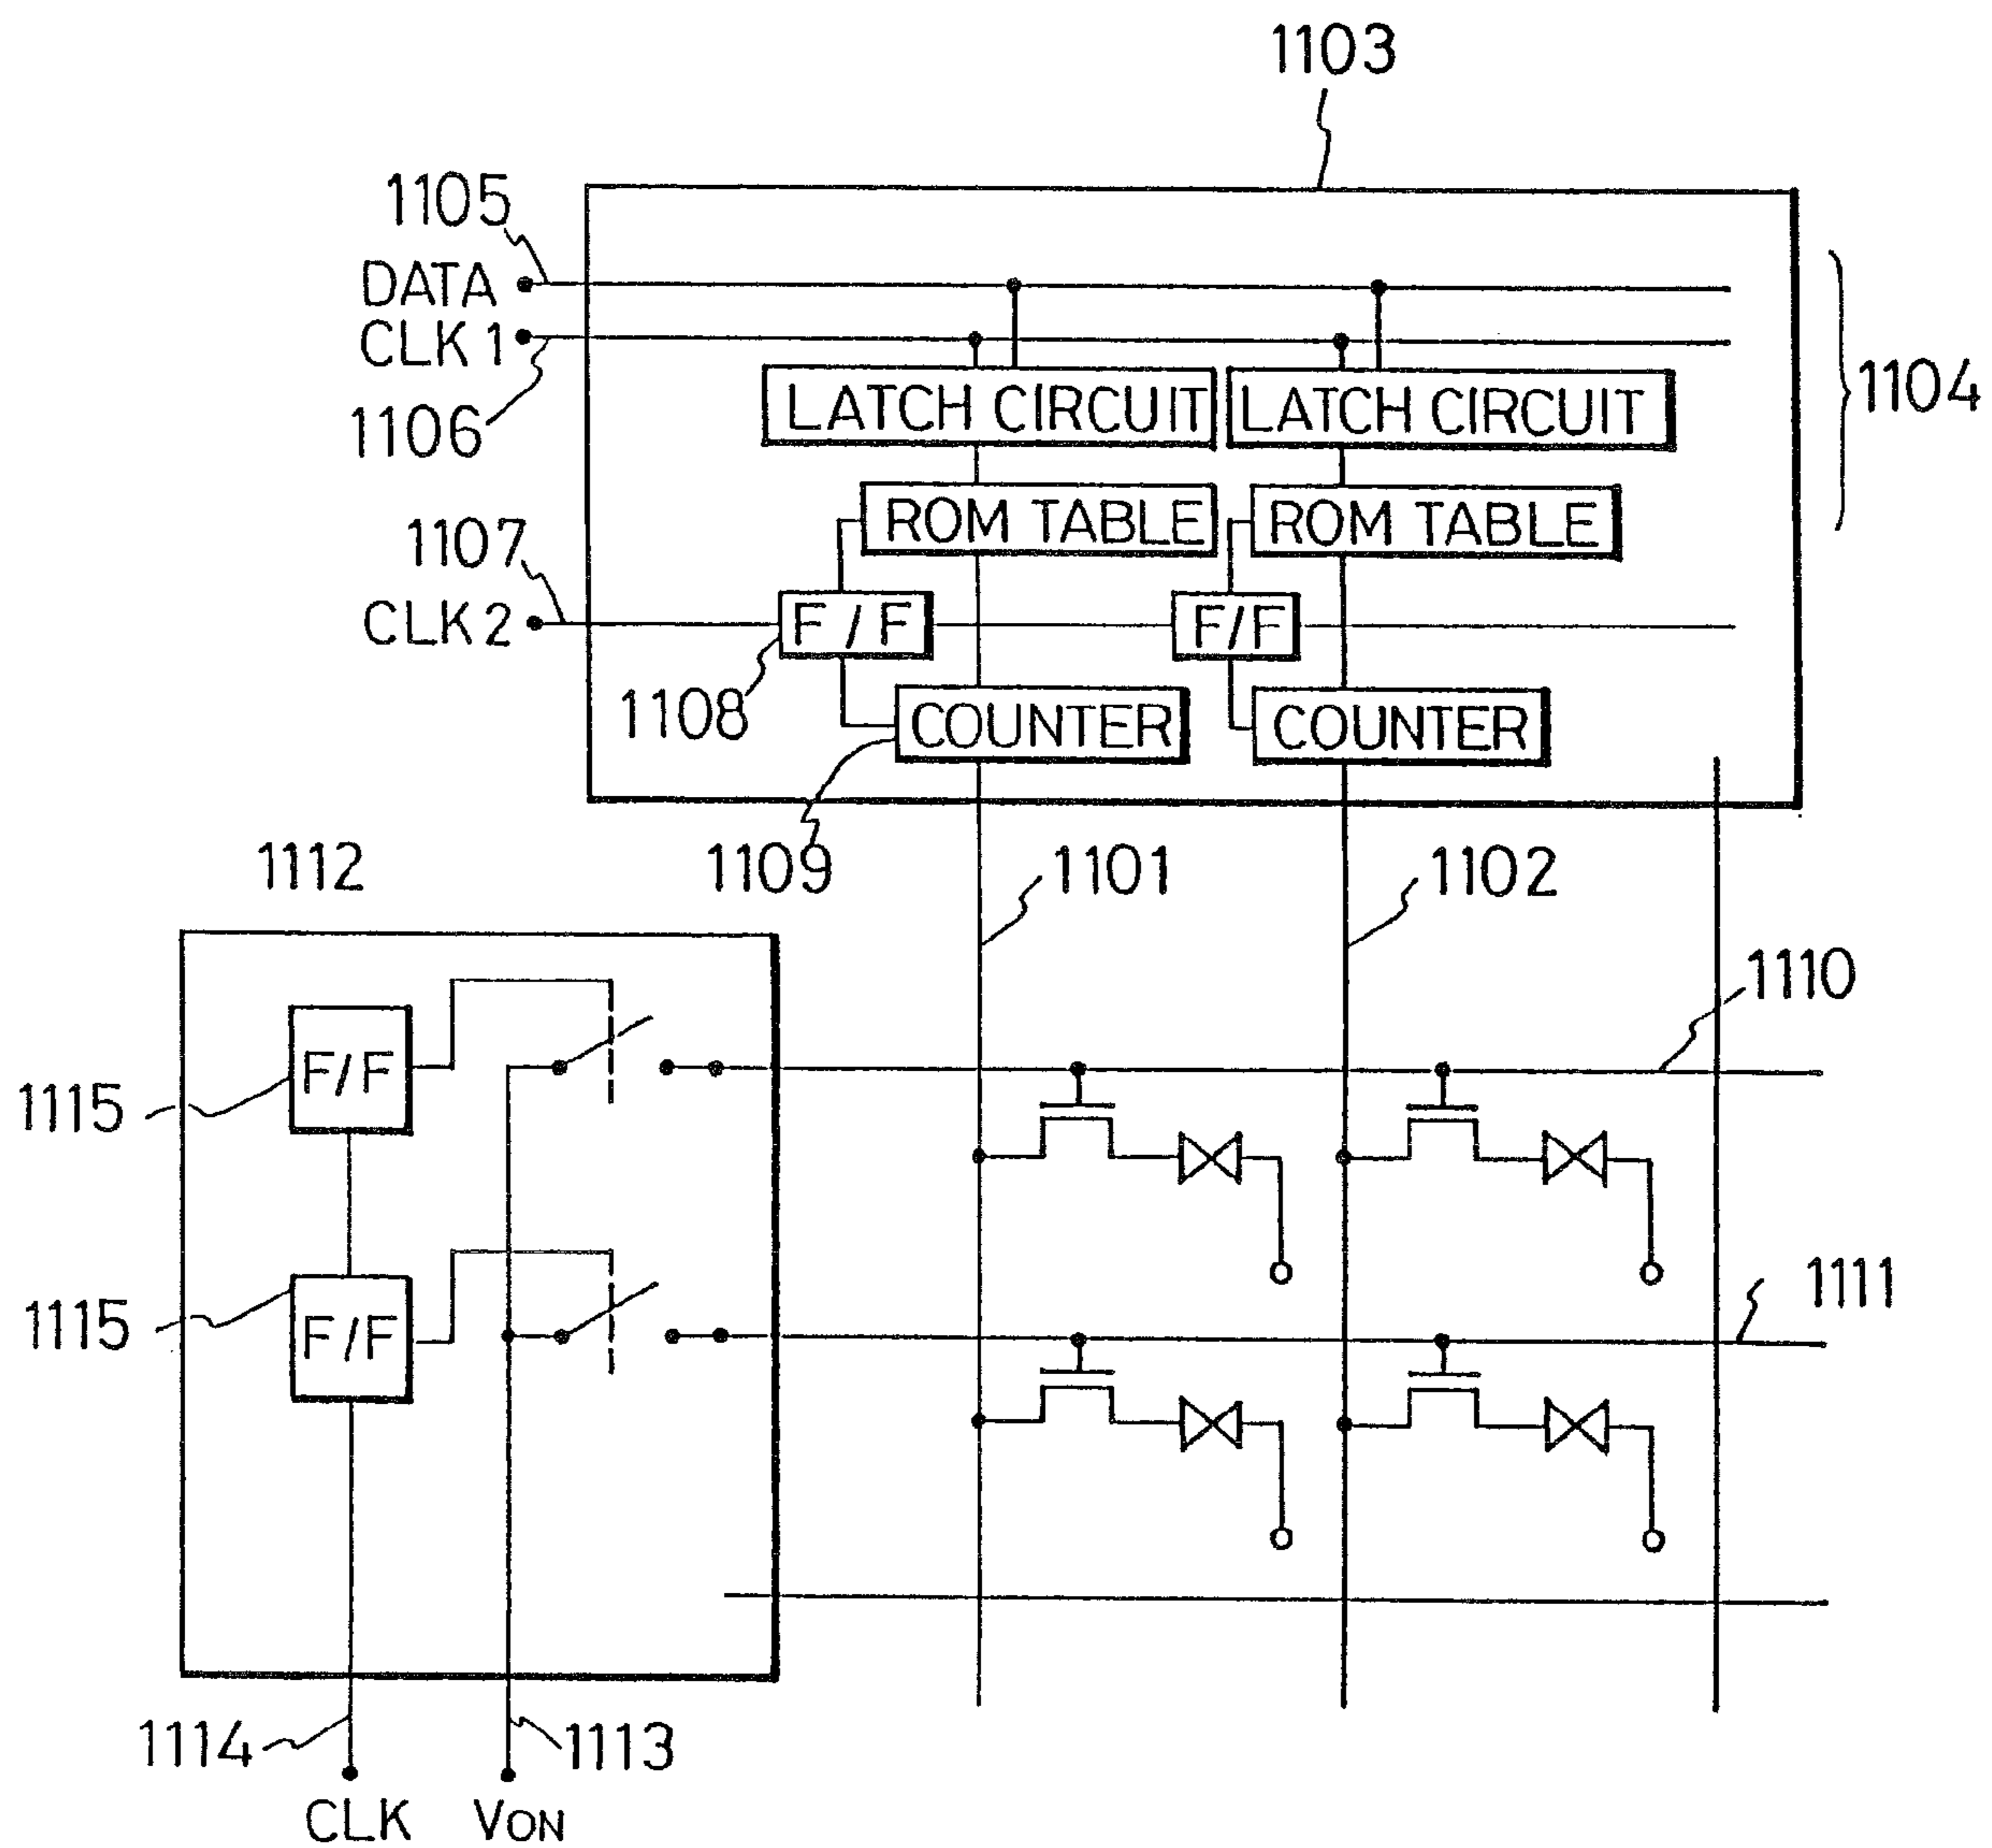 1103
1105
DATA
CLK 1
1104
1106
LATCH CIRCUIT
LATCH CIRCUIT
ROM TABLE
ROM TABLE
1107
CLK 2
F/F
F/F
1108
COUNTER
COUNTER
1109
1112
1101
1102
1110
F/F
1115
1111
F/F
1115
1114
1113
CLK
VON